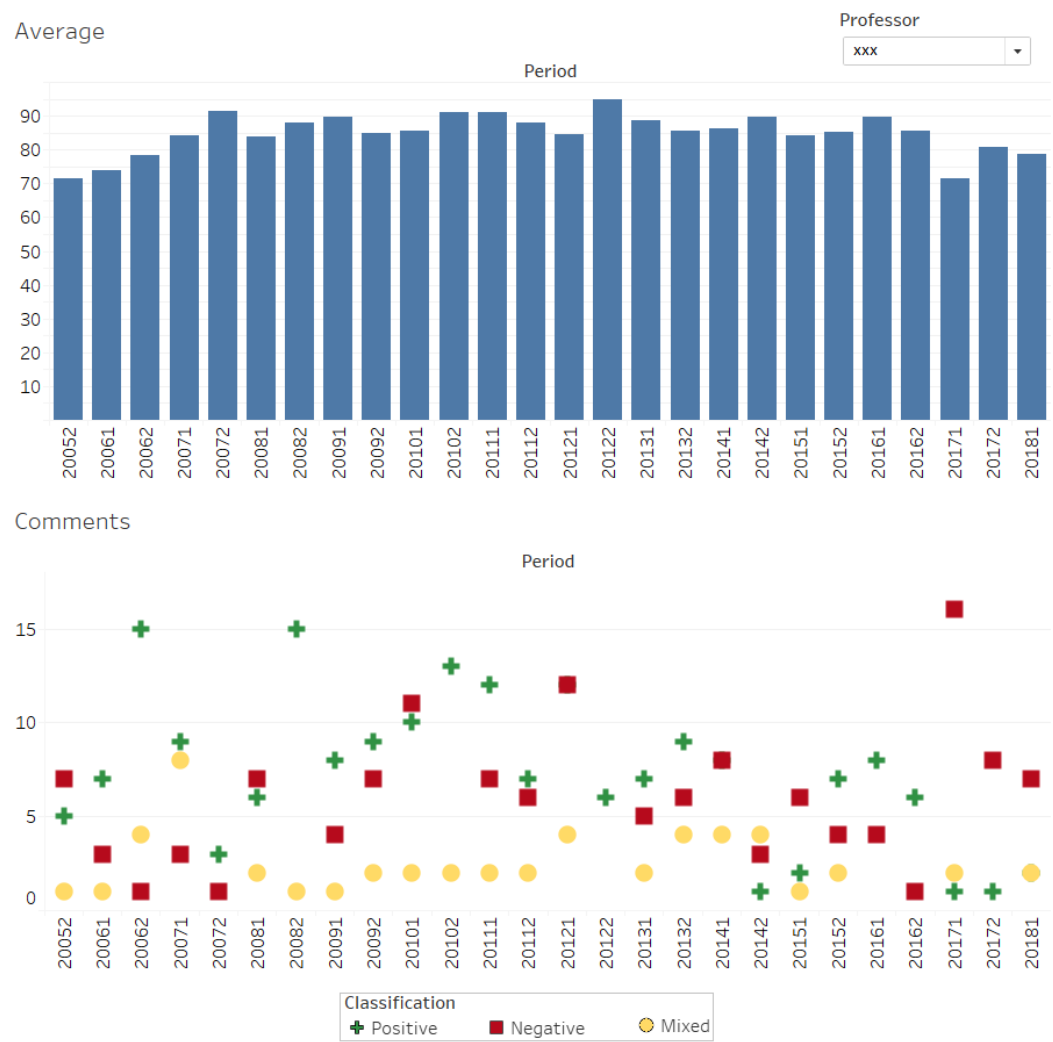 Average
Professor
xxx
Period
90
80
70
60
50
40
30
20
10
20052 20061 20062 20071 20072 20081 20082 20091 20092 20101 20102 20111 20112 20121 20122 20131 20132 20141 20142 20151 20152 20161 20162 20171 20172 20181
Comments
Period
15
10
5
0
20052 20061 20062 20071 20072 20081 20082 20091 20092 20101 20102 20111 20112 20121 20122 20131 20132 20141 20142 20151 20152 20161 20162 20171 20172 20181
Classification
Positive Negative Mixed